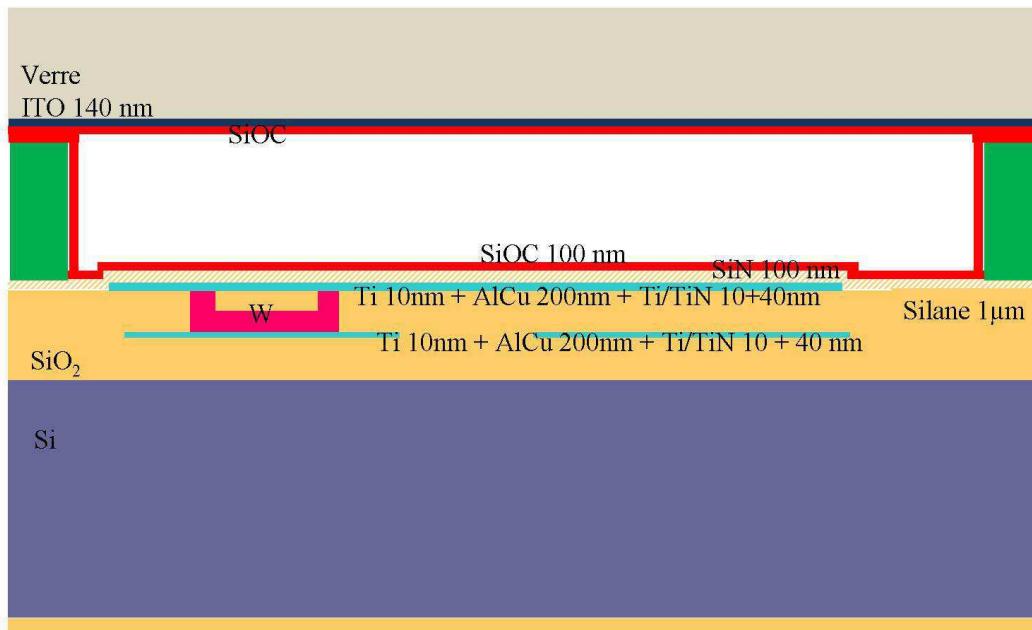 Verre
ITO 140 nm
SiOC
SiOC 100 nm
SiN 100 nm
Ti 10nm + AlCu 200nm + Ti/TiN 10+40nm
W
Silane 1µm
Ti 10nm + AlCu 200nm + Ti/TiN 10 + 40 nm
SiO₂
Si